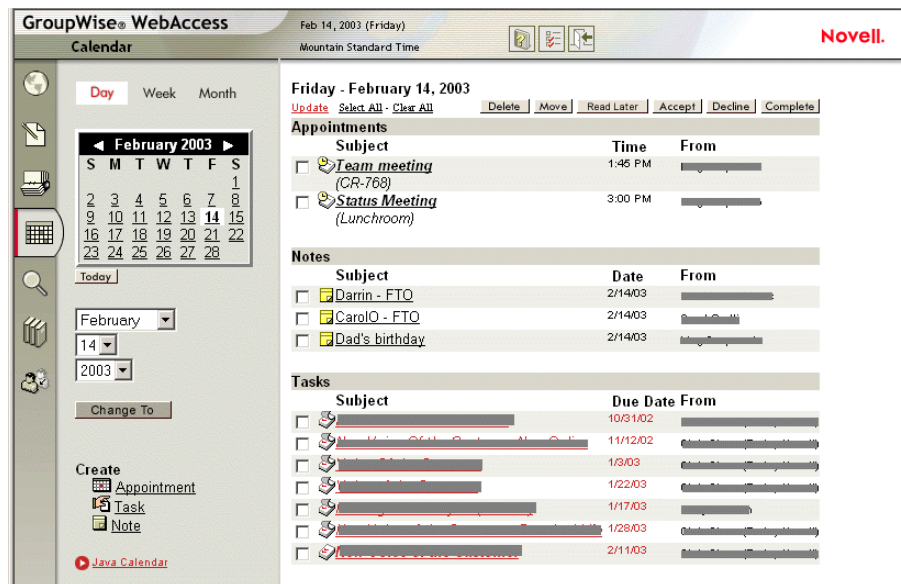 GroupWise® WebAccess
Calendar
Feb 14, 2003 (Friday)
Mountain Standard Time
Novell.
Day Week Month
◄ February 2003 ►
S M T W T F S
1
2 3 4 5 6 7 8
9 10 11 12 13 14 15
16 17 18 19 20 21 22
23 24 25 26 27 28
Today
February
14
2003
Change To
Create
Appointment
Task
Note
Java Calendar
Friday - February 14, 2003
Update Select All - Clear All Delete Move Read Later Accept Decline Complete
Appointments
Subject Time From
Team meeting 1:45 PM
(CR-768)
Status Meeting 3:00 PM
(Lunchroom)
Notes
Subject Date From
Darrin - FTO 2/14/03
CarolO - FTO 2/14/03
Dad's birthday 2/14/03
Tasks
Subject Due Date From
10/31/02
11/12/02
1/3/03
1/22/03
1/17/03
1/28/03
2/11/03